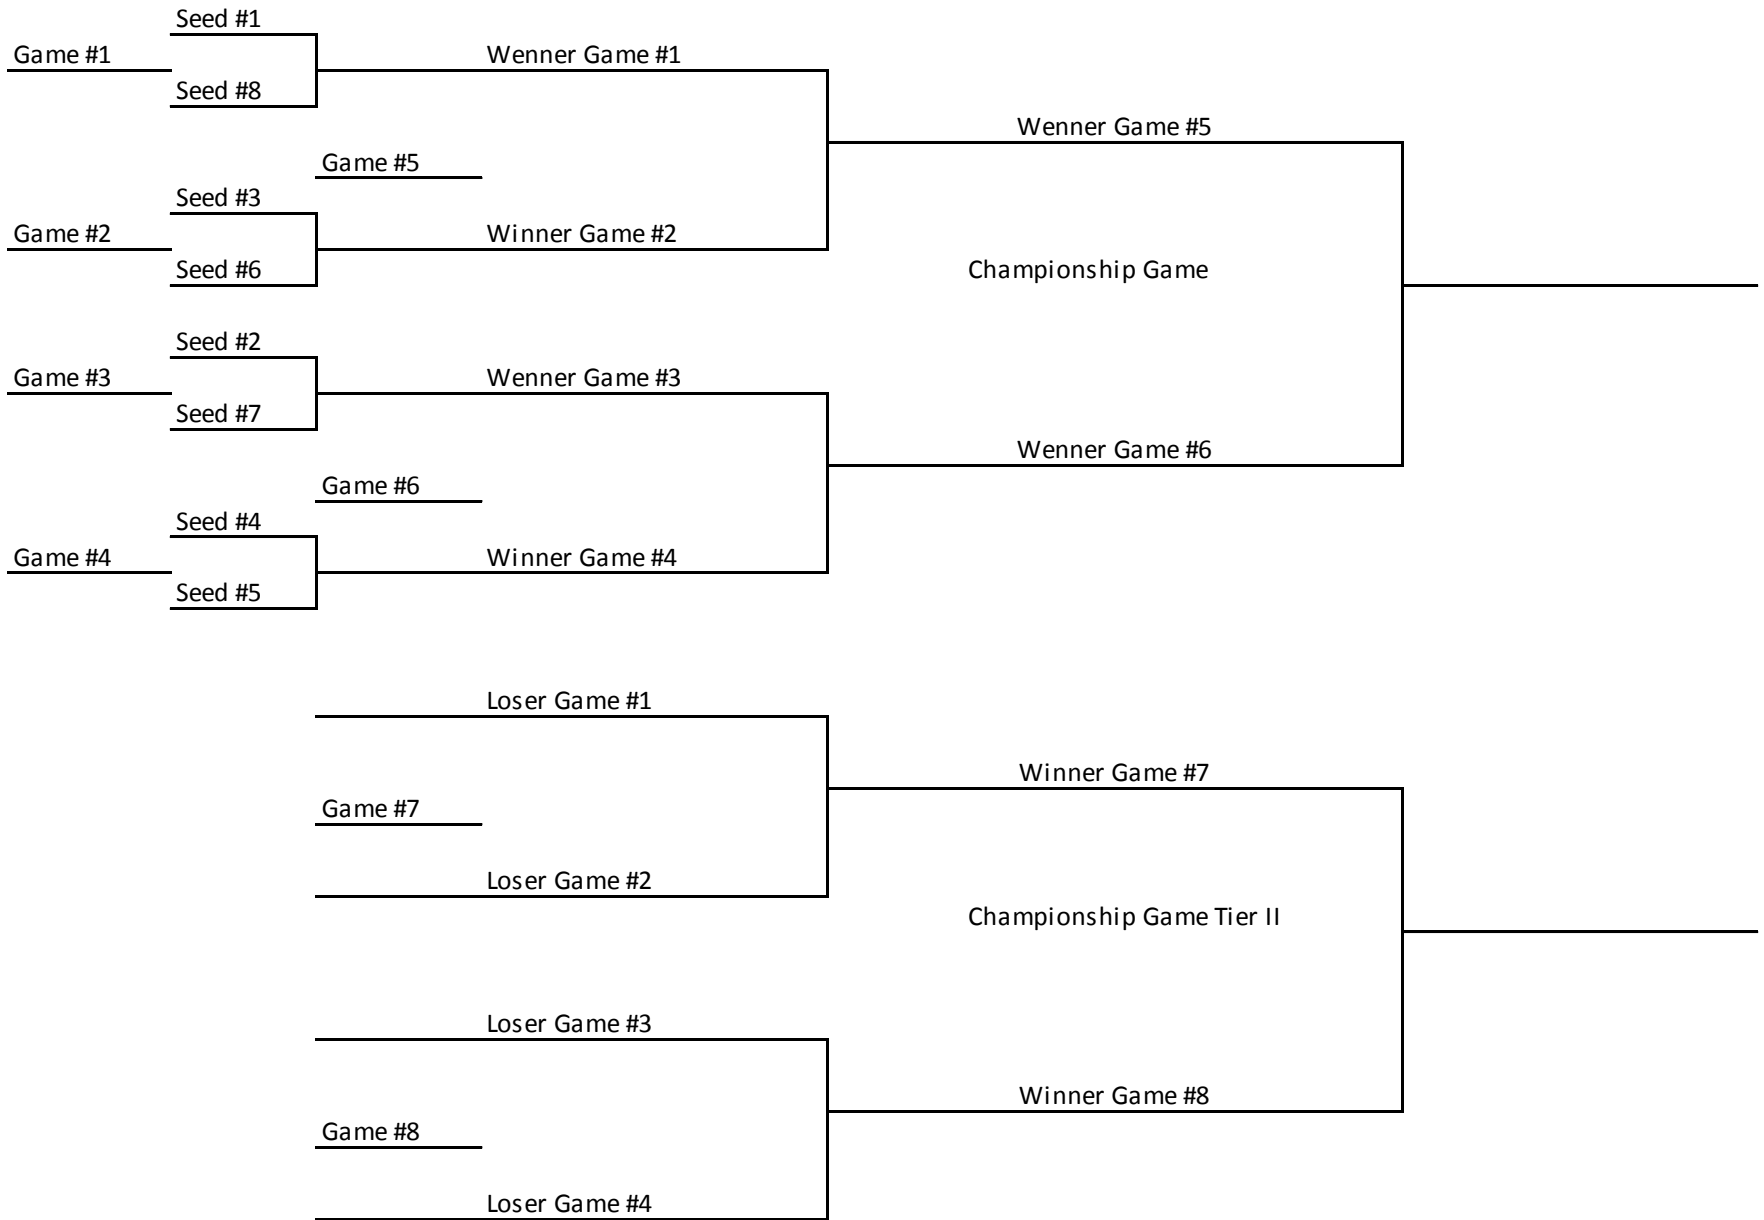 Seed #1
Game #1
Wenner Game #1
Seed #8
Wenner Game #5
Game #5
Seed #3
Game #2
Winner Game #2
Seed #6
Championship Game
Seed #2
Game #3
Wenner Game #3
Seed #7
Wenner Game #6
Game #6
Seed #4
Game #4
Winner Game #4
Seed #5
Loser Game #1
Winner Game #7
Game #7
Loser Game #2
Championship Game Tier II
Loser Game #3
Winner Game #8
Game #8
Loser Game #4